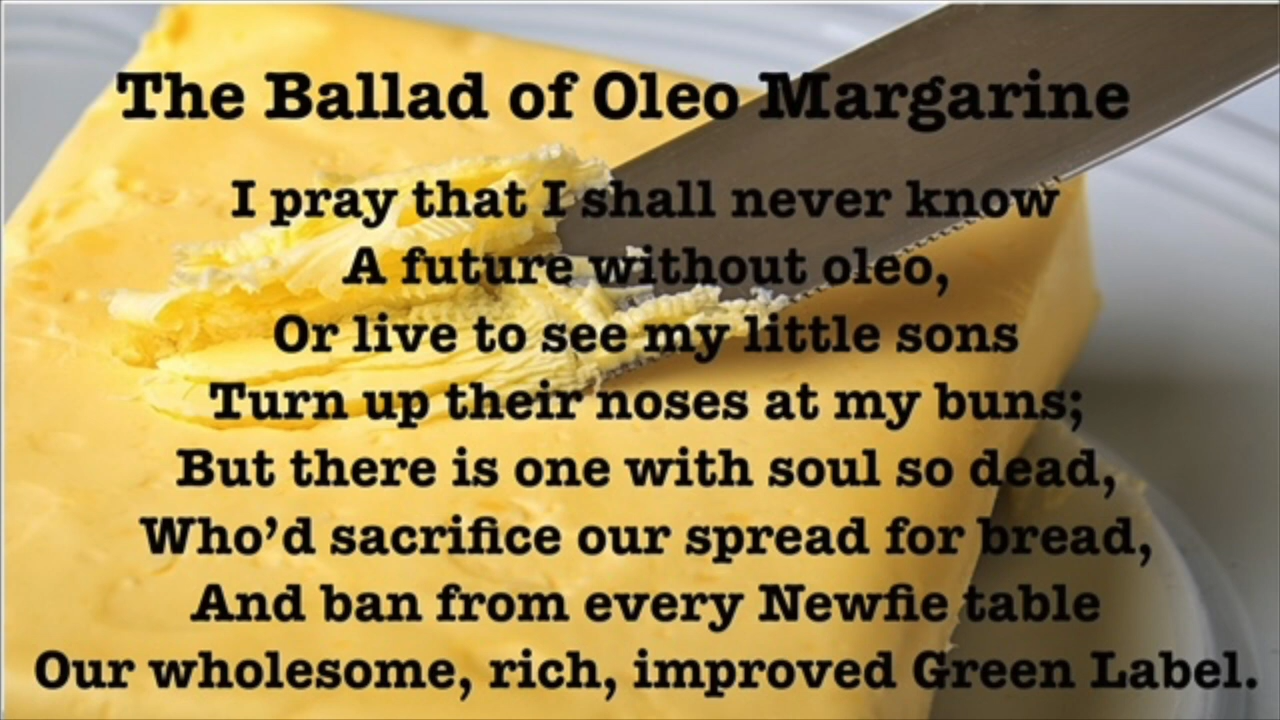 The Ballad of Oleo Margarine
I pray that I shall never know
A future without oleo,
Or live to see my little sons
Turn up their noses at my buns;
But there is one with soul so dead,
Who’d sacrifice our spread for bread,
And ban from every Newfie table
Our wholesome, rich, improved Green Label.